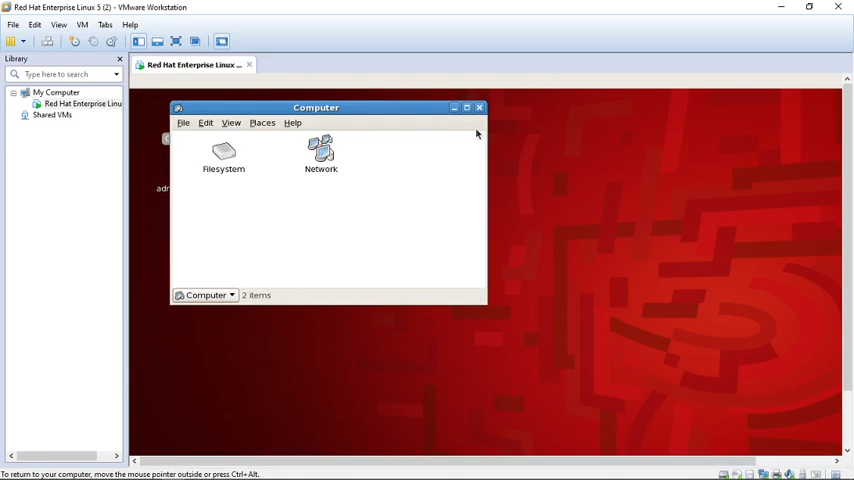 Red Hat Enterprise Linux 5 (2) - VMware Workstation
File Edit View VM Tabs Help
Library
Type here to search
My Computer
Red Hat Enterprise Linu
Shared VMs
Red Hat Enterprise Linux ...
Computer
File Edit View Places Help
Filesystem
Network
adr
Computer
2 items
To return to your computer, move the mouse pointer outside or press Ctrl+Alt.